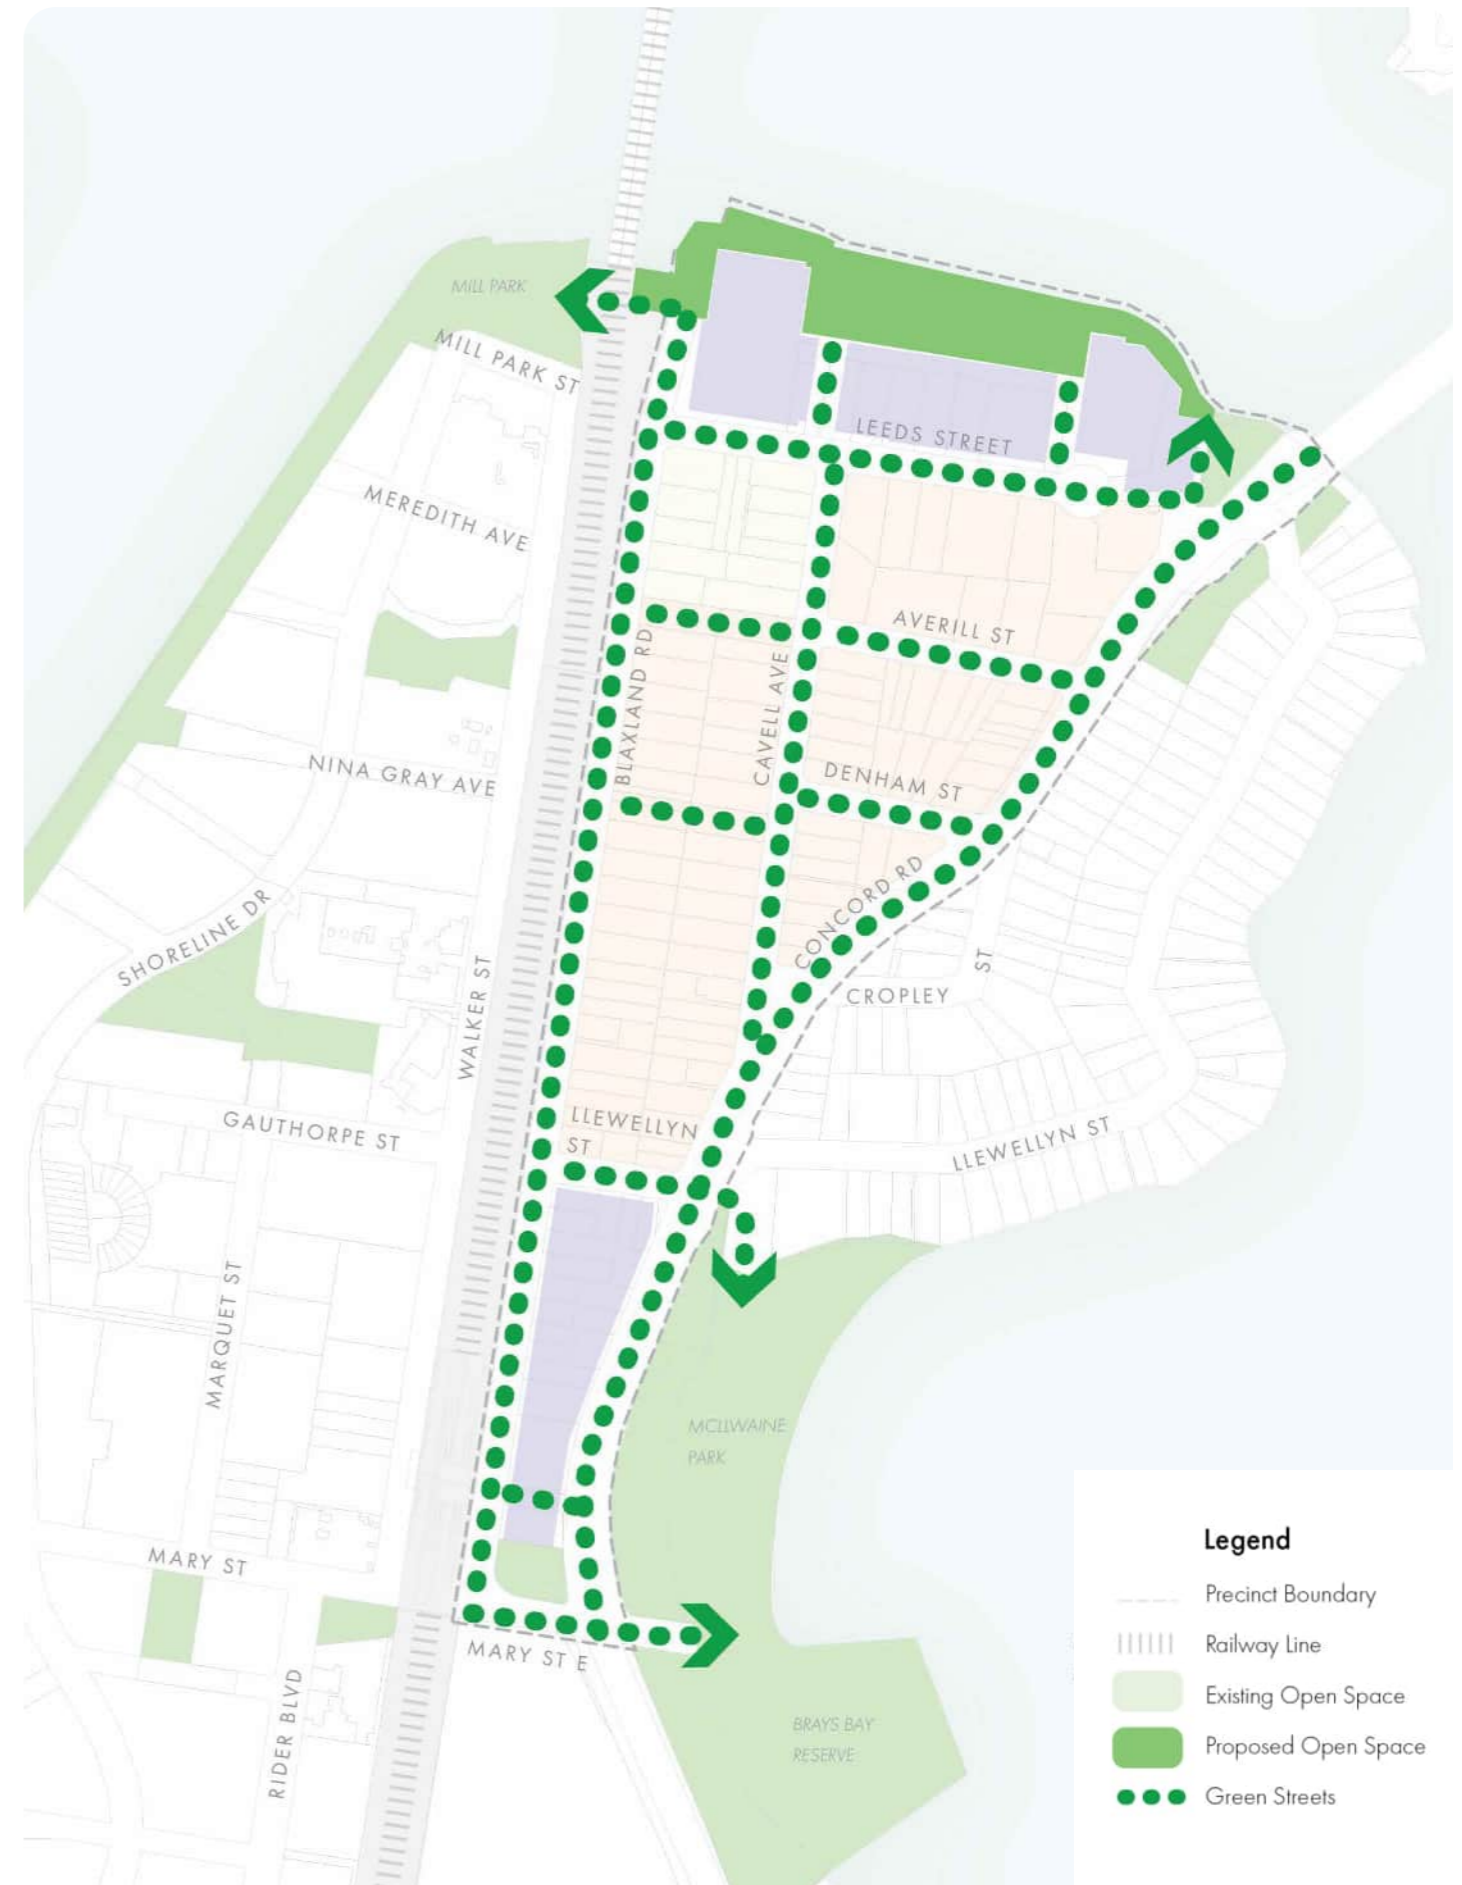 MILL PARK
MILL PARK ST
LEEDS STREET
MEREDITH AVE
AVERILL ST
BLAXLAND RD
CAVELL AVE
NINA GRAY AVE
DENHAM ST
CONCORD RD
SHORELINE DR
WALKER ST
CROPLEY
ST
GAUTHORPE ST
LLEWELLYN
ST
LLEWELLYN ST
MARQUET ST
MCLLWAINE
PARK
MARY ST
MARY ST E
RIDER BLVD
BRAYS BAY
RESERVE
Legend
Precinct Boundary
Railway Line
Existing Open Space
Proposed Open Space
Green Streets